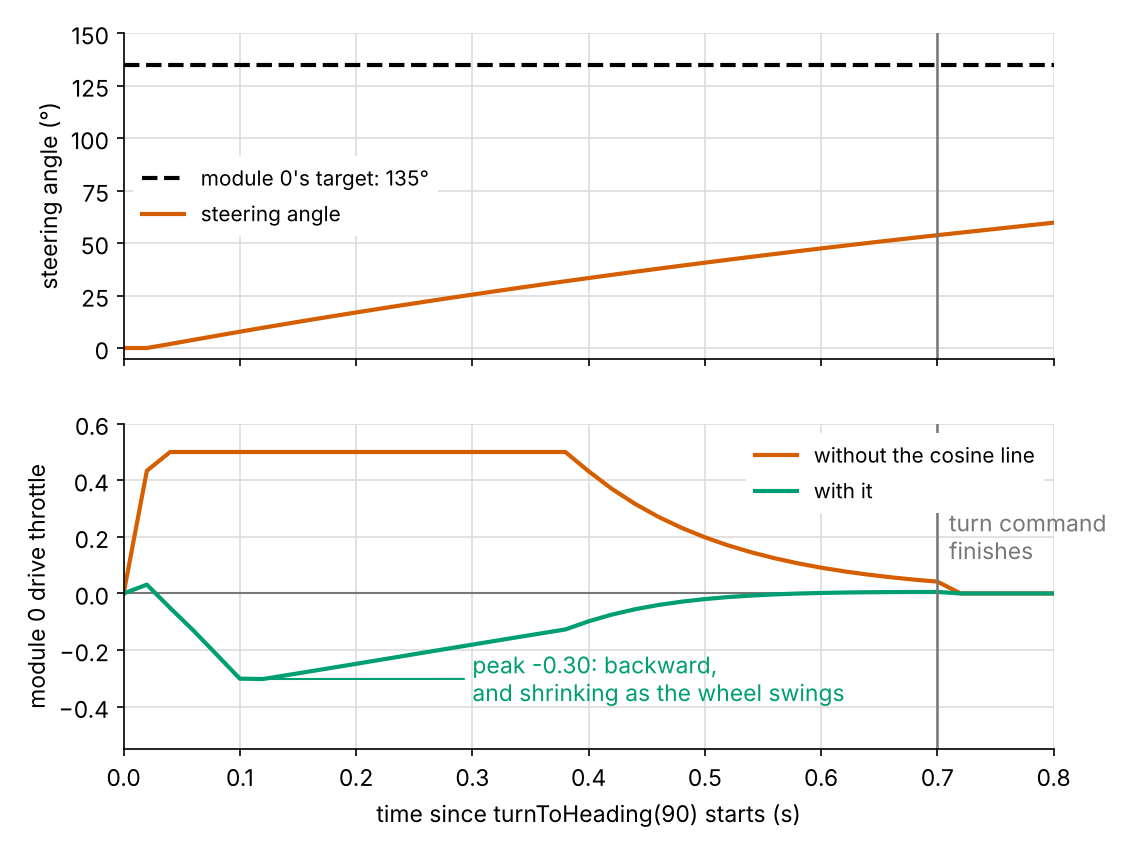 150
125
100
75
50
25
0
steering angle (°)
module 0's target: 135°
steering angle
0.6
0.4
0.2
0.0
−0.2
−0.4
module 0 drive throttle
without the cosine line
with it
turn command
finishes
peak -0.30: backward,
and shrinking as the wheel swings
0.0 0.1 0.2 0.3 0.4 0.5 0.6 0.7 0.8
time since turnToHeading(90) starts (s)